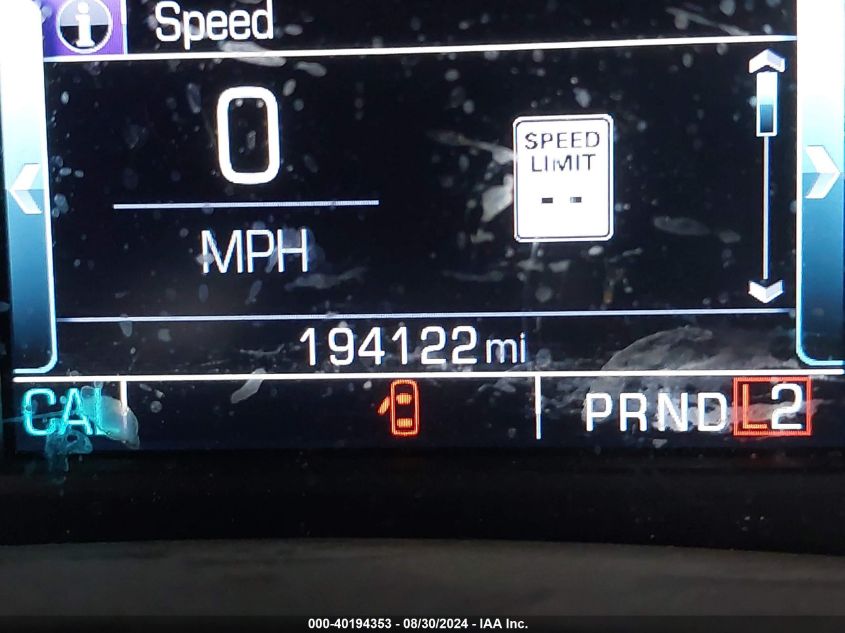 Speed
0
MPH
SPEED
LIMIT
- -
194122 mi
CAL PRNDL2
000-40194353 - 08/30/2024 - IAA Inc.